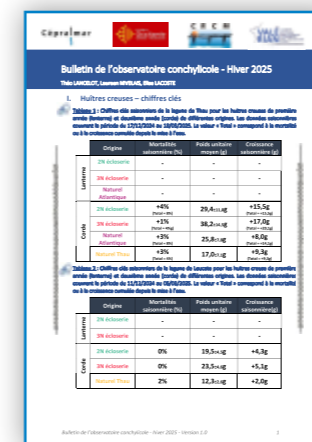 Cépralmar
Bulletin de l'observatoire conchylicole - Hiver 2025
I. Huîtres creuses – chiffres clés
Tableau 1 : Chiffres clés saisonniers de la lagune de Thau pour les huîtres creuses de première
année (lanterne) et deuxième année (corde) de différentes origines. Les données saisonnières
couvrent la période du 17/12/2024 au 18/03/2025. La valeur « Total » correspond à la mortalité
ou à la croissance cumulée depuis la mise à l'eau.
Origine Mortalités saisonnière (%) Poids unitaire moyen (g) Croissance saisonnière (g)
Lanterne
2N écloserie - - -
3N écloserie - - -
Naturel Atlantique - - -
Corde
2N écloserie +4% 29,4 +15,5g
3N écloserie +1% 38,2 +17,0g
Naturel Atlantique +3% 25,8 +8,0g
Naturel Thau +3% 17,0 +9,3g
Tableau 2 : Chiffres clés saisonniers de la lagune de Leucate pour les huîtres creuses de première
année (lanterne) et deuxième année (corde) de différentes origines. Les données saisonnières
couvrent la période du 11/12/2024 au 06/03/2025. La valeur « Total » correspond à la mortalité
ou à la croissance cumulée depuis la mise à l'eau.
Origine Mortalités saisonnière (%) Poids unitaire moyen (g) Croissance saisonnière(g)
Lanterne
2N écloserie - - -
3N écloserie - - -
Corde
2N écloserie 0% 19,5 +4,3g
3N écloserie 0% 23,5 +5,1g
Naturel Thau 2% 12,3 +2,0g
Bulletin de l'observatoire conchylicole - Hiver 2025 - Version 1.0 1